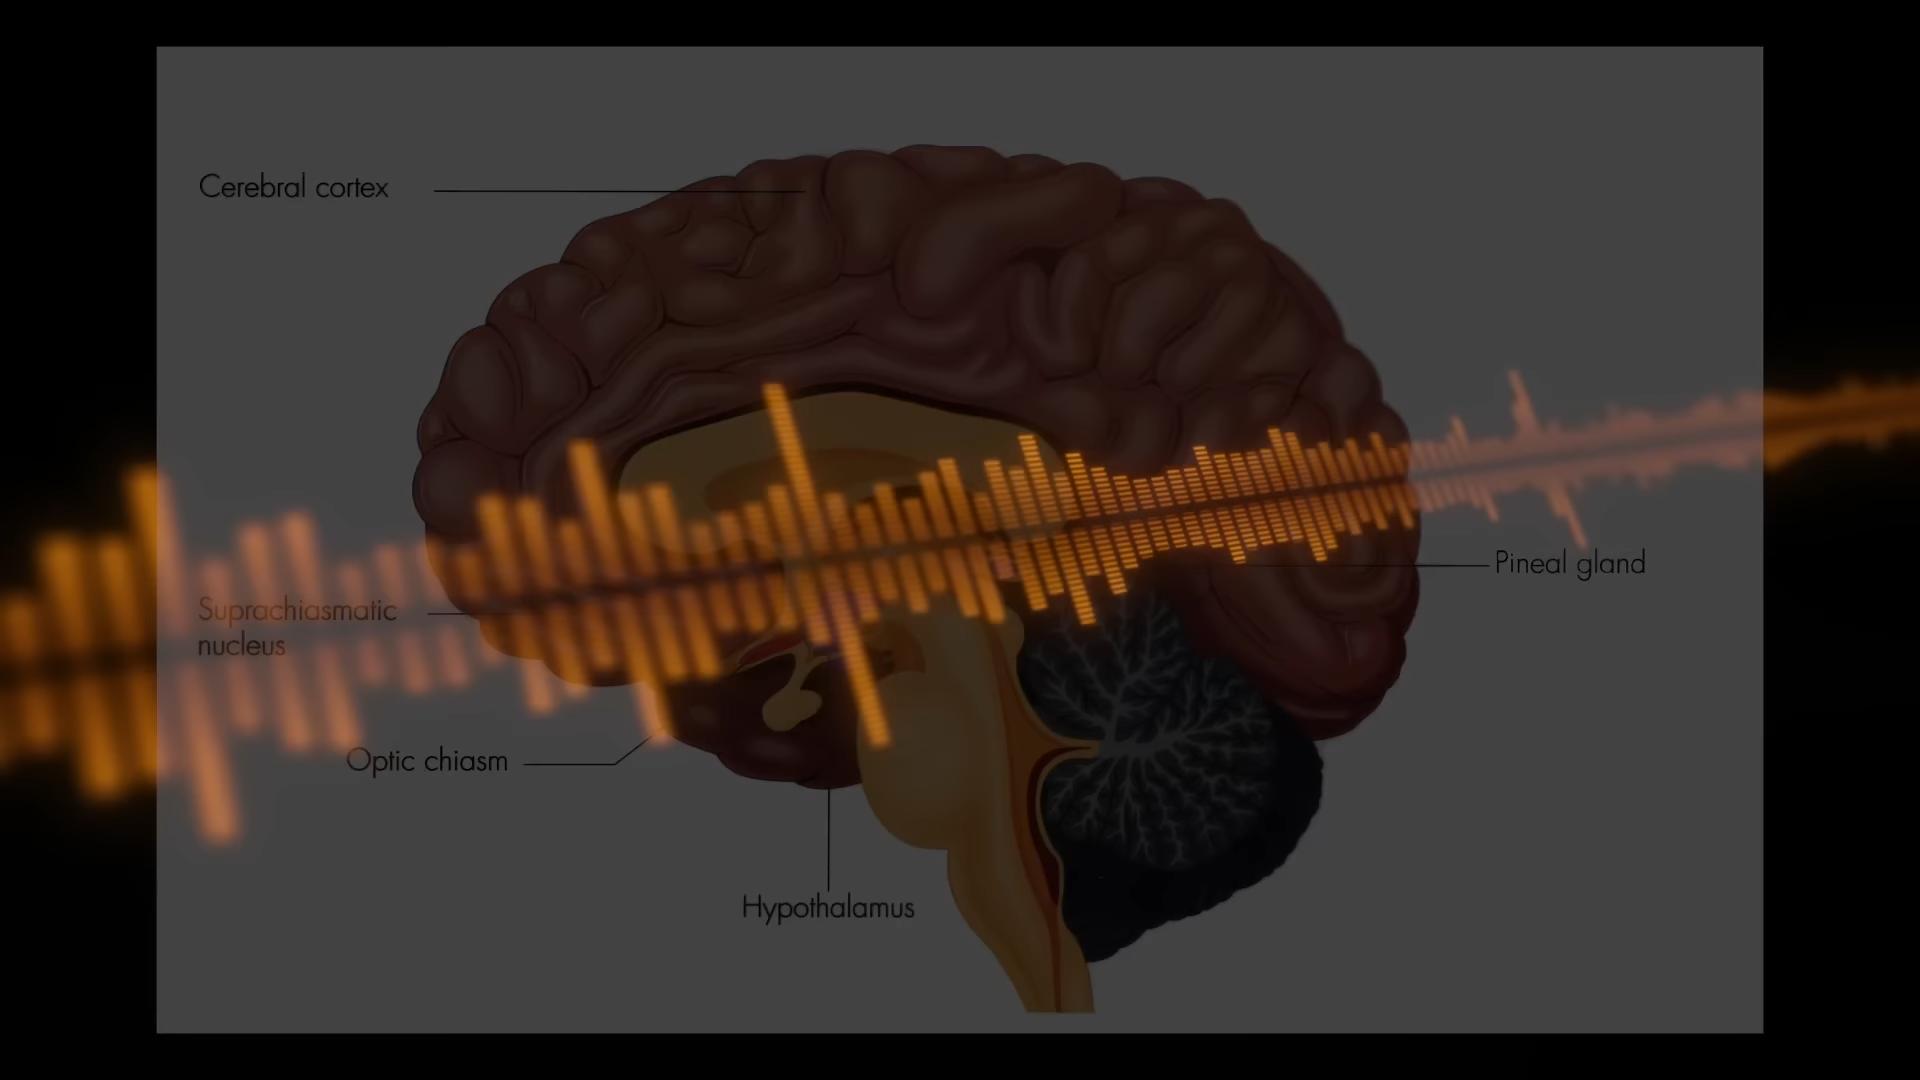 Cerebral cortex
Pineal gland
Suprachiasmatic
nucleus
Optic chiasm
Hypothalamus